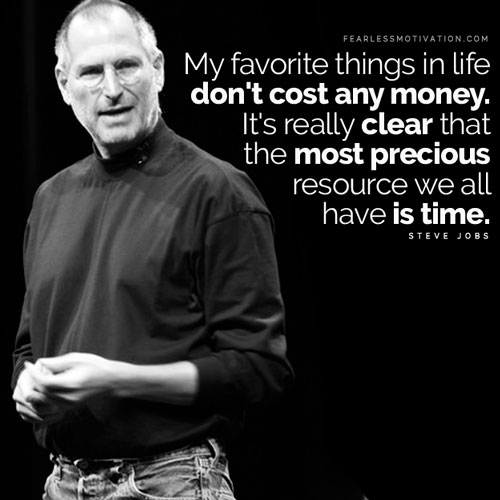 FEARLESSMOTIVATION.COM
My favorite things in life
don't cost any money.
It's really clear that
the most precious
resource we all
have is time.
STEVE JOBS